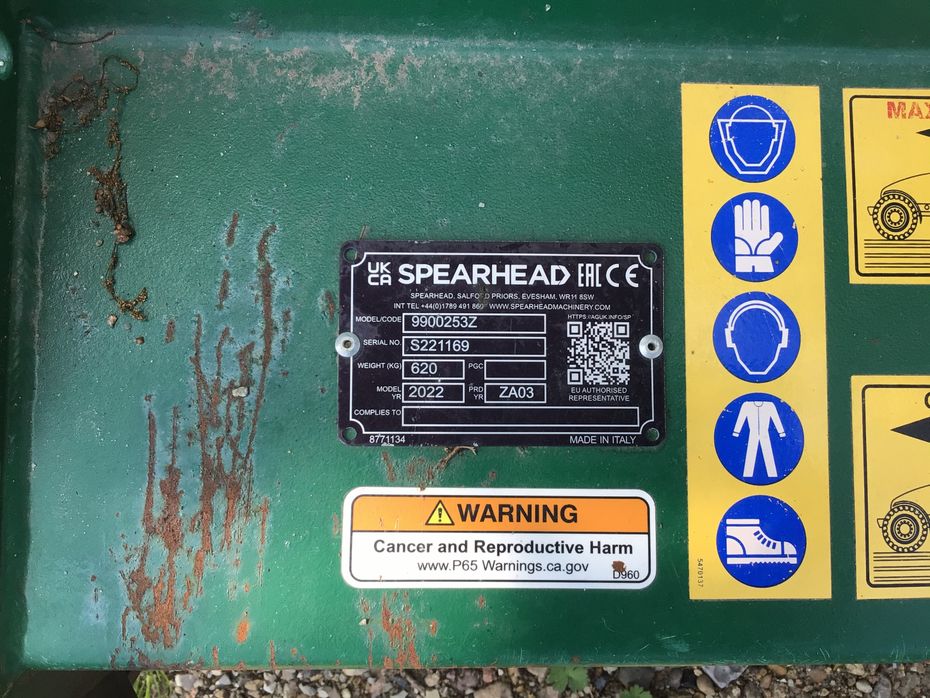 UK
CA
SPEARHEAD EAC CE
SPEARHEAD, SALFORD PRIORS, EVESHAM, WR11 8SW
INT TEL +44(0)1789 491 860 WWW.SPEARHEADMACHINERY.COM
MODEL/CODE 9900253Z
HTTPS://AGUK.INFO/SP
SERIAL NO. S221169
WEIGHT (KG) 620 PGC
MODEL YR 2022 PRD YR ZA03
EU AUTHORISED
REPRESENTATIVE
COMPLIES TO
8771134 MADE IN ITALY
WARNING
Cancer and Reproductive Harm
www.P65 Warnings.ca.gov
D960
5470137
MAX